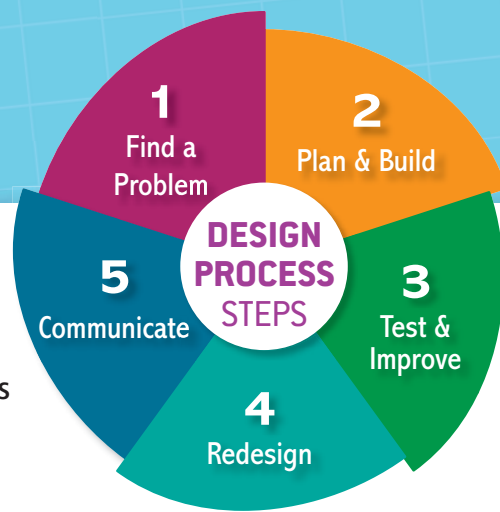 1
Find a
Problem
2
Plan & Build
3
Test &
Improve
4
Redesign
5
Communicate
DESIGN
PROCESS
STEPS
s